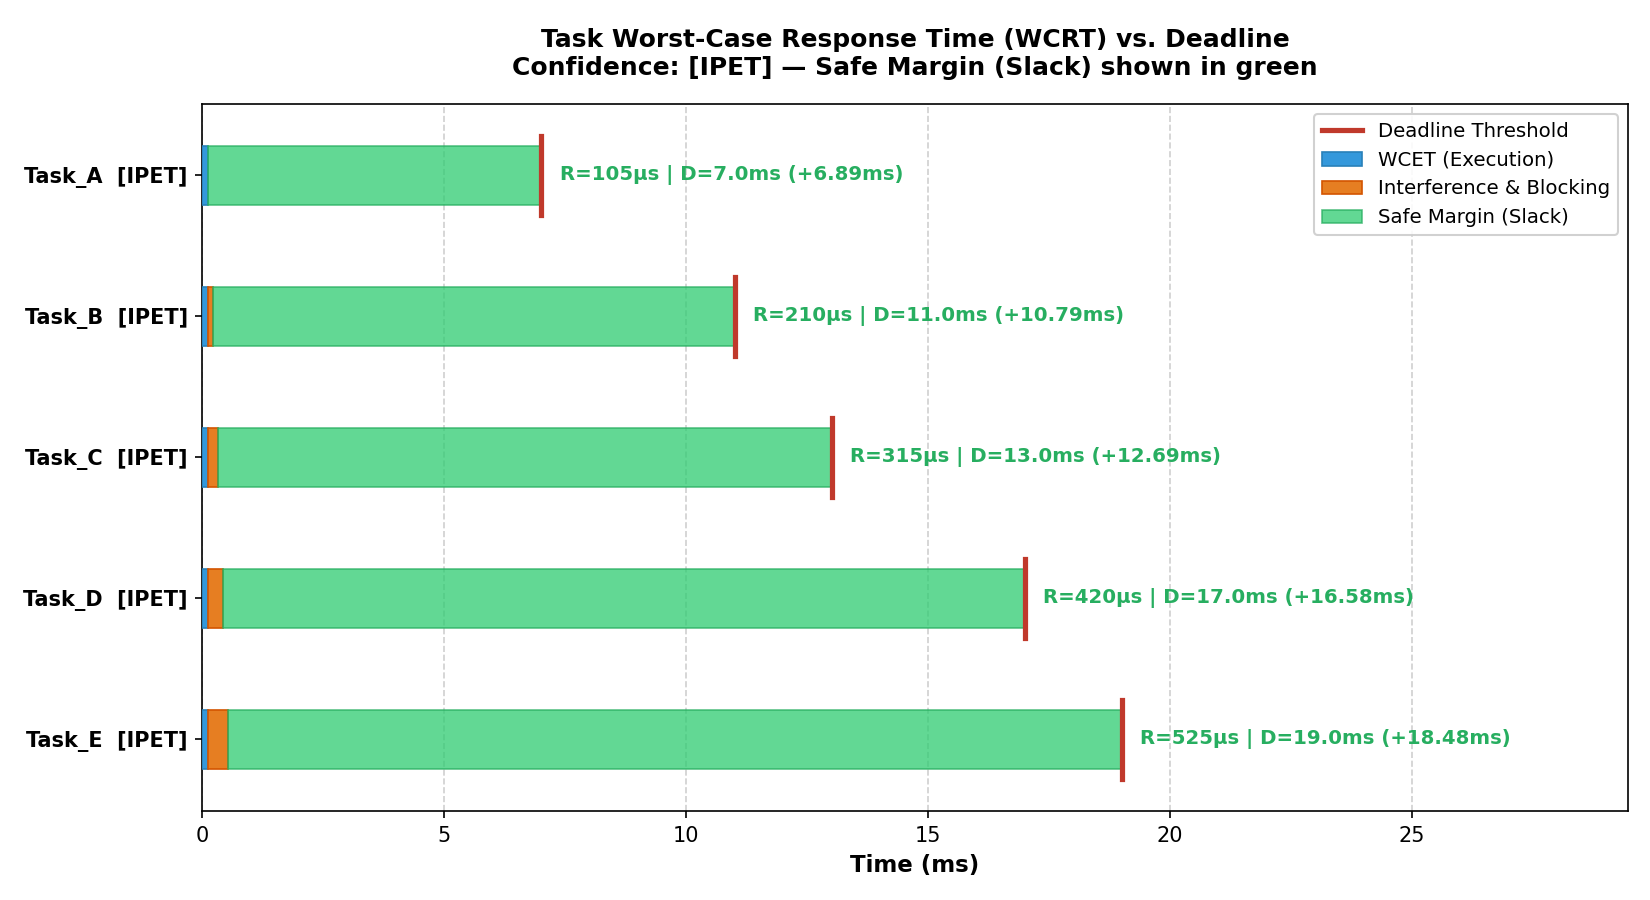 Task Worst-Case Response Time (WCRT) vs. Deadline
Confidence: [IPET] — Safe Margin (Slack) shown in green
Deadline Threshold
WCET (Execution)
Interference & Blocking
Safe Margin (Slack)
Task_A [IPET]
R=105µs | D=7.0ms (+6.89ms)
Task_B [IPET]
R=210µs | D=11.0ms (+10.79ms)
Task_C [IPET]
R=315µs | D=13.0ms (+12.69ms)
Task_D [IPET]
R=420µs | D=17.0ms (+16.58ms)
Task_E [IPET]
R=525µs | D=19.0ms (+18.48ms)
0 5 10 15 20 25
Time (ms)